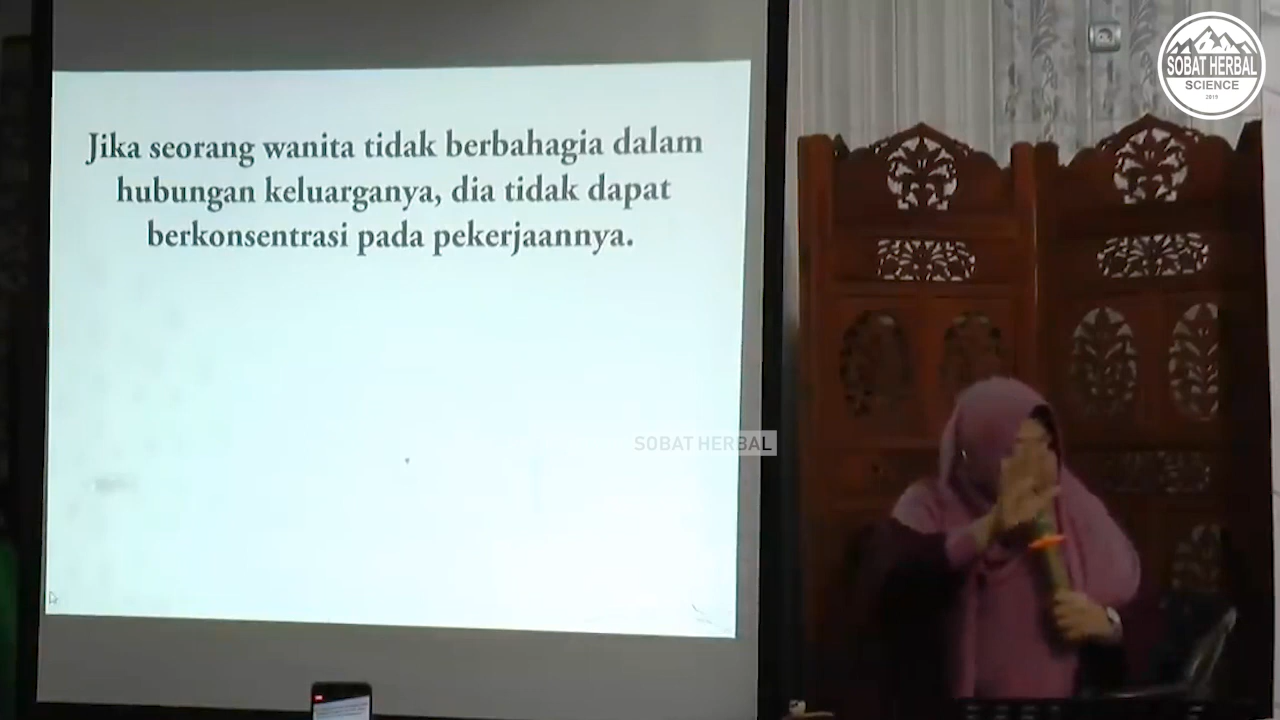 Jika seorang wanita tidak berbahagia dalam
hubungan keluarganya, dia tidak dapat
berkonsentrasi pada pekerjaannya.
SOBAT HERBAL
SCIENCE
2019
SOBAT HERBAL